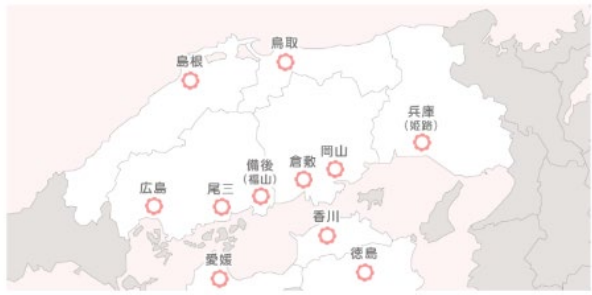 鳥取
島根
兵庫
（姫路）
岡山
倉敷
備後
（福山）
広島
尾三
香川
徳島
愛媛